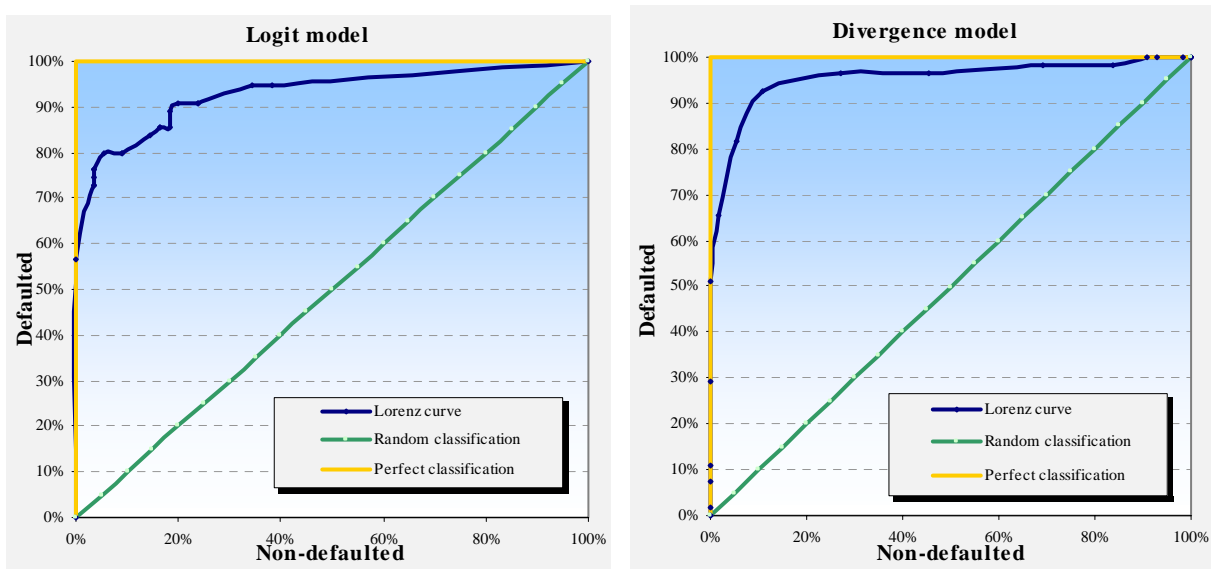 Logit model
100%
90%
80%
70%
60%
50%
40%
30%
20%
10%
0%
Defaulted
Lorenz curve
Random classification
Perfect classification
0%
20%
40%
60%
80%
100%
Non-defaulted
Divergence model
100%
90%
80%
70%
60%
50%
40%
30%
20%
10%
0%
Defaulted
Lorenz curve
Random classification
Perfect classification
0%
20%
40%
60%
80%
100%
Non-defaulted